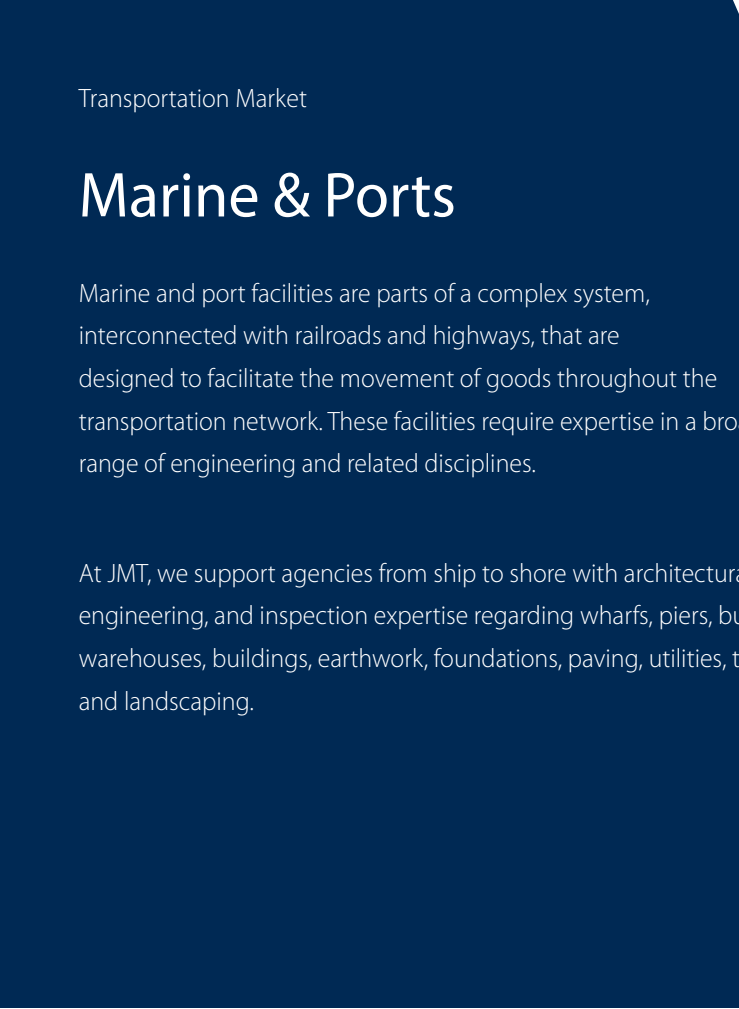 Transportation Market
Marine & Ports
Marine and port facilities are parts of a complex system,
interconnected with railroads and highways, that are
designed to facilitate the movement of goods throughout the
transportation network. These facilities require expertise in a
range of engineering and related disciplines.
At JMT, we support agencies from ship to shore with
engineering, and inspection expertise regarding wharfs, piers,
warehouses, buildings, earthwork, foundations, paving, utilities,
and landscaping.